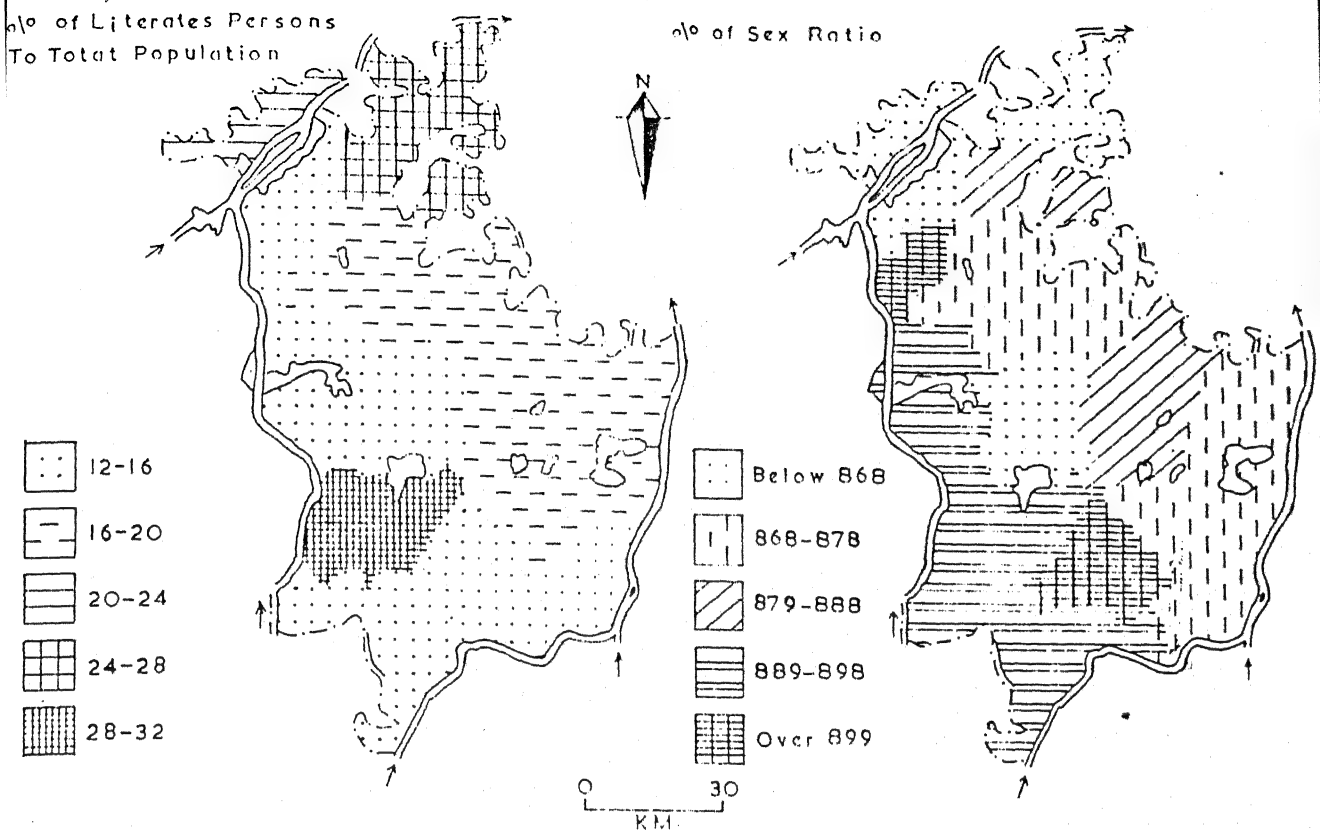 o/o of Literates Persons
To Totat Population
o/o of Sex Ratio
N
12-16
16-20
20-24
24-28
28-32
Below 868
868-878
879-888
889-898
Over 899
0 30
KM.